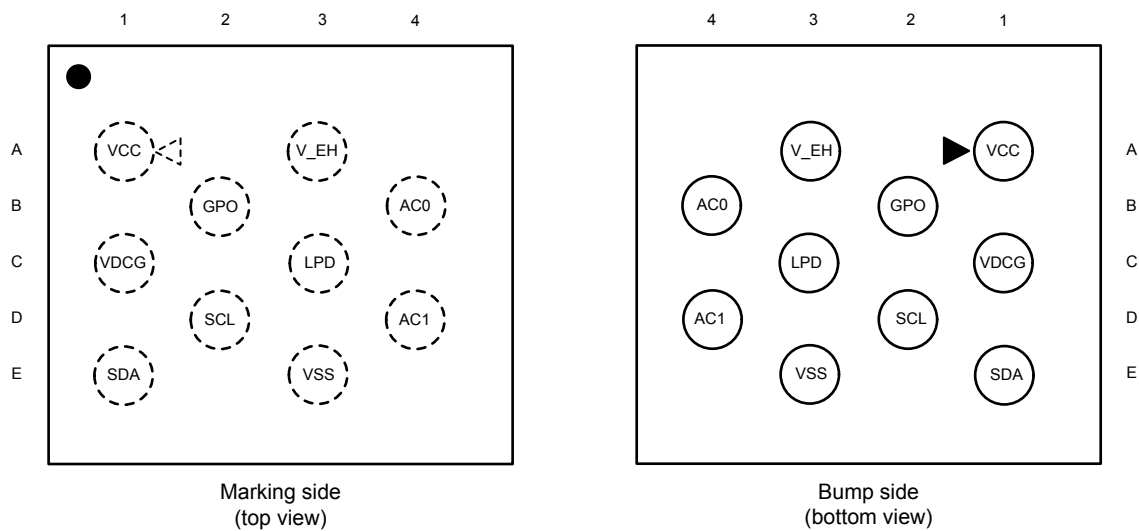 1 2 3 4 4 3 2 1
A VCC V_EH V_EH VCC A
B GPO AC0 AC0 GPO B
C VDCG LPD LPD VDCG C
D SCL AC1 AC1 SCL D
E SDA VSS VSS SDA E
Marking side Bump side
(top view) (bottom view)